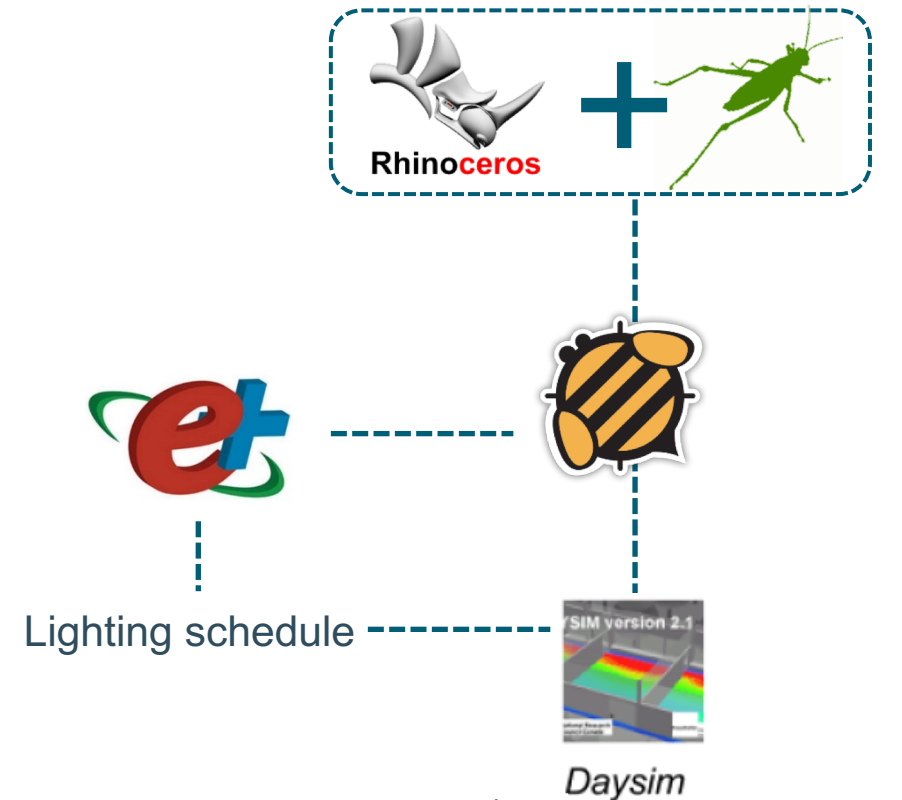 Rhinoceros
e+
Lighting schedule
YSIM version 2.1
Daysim